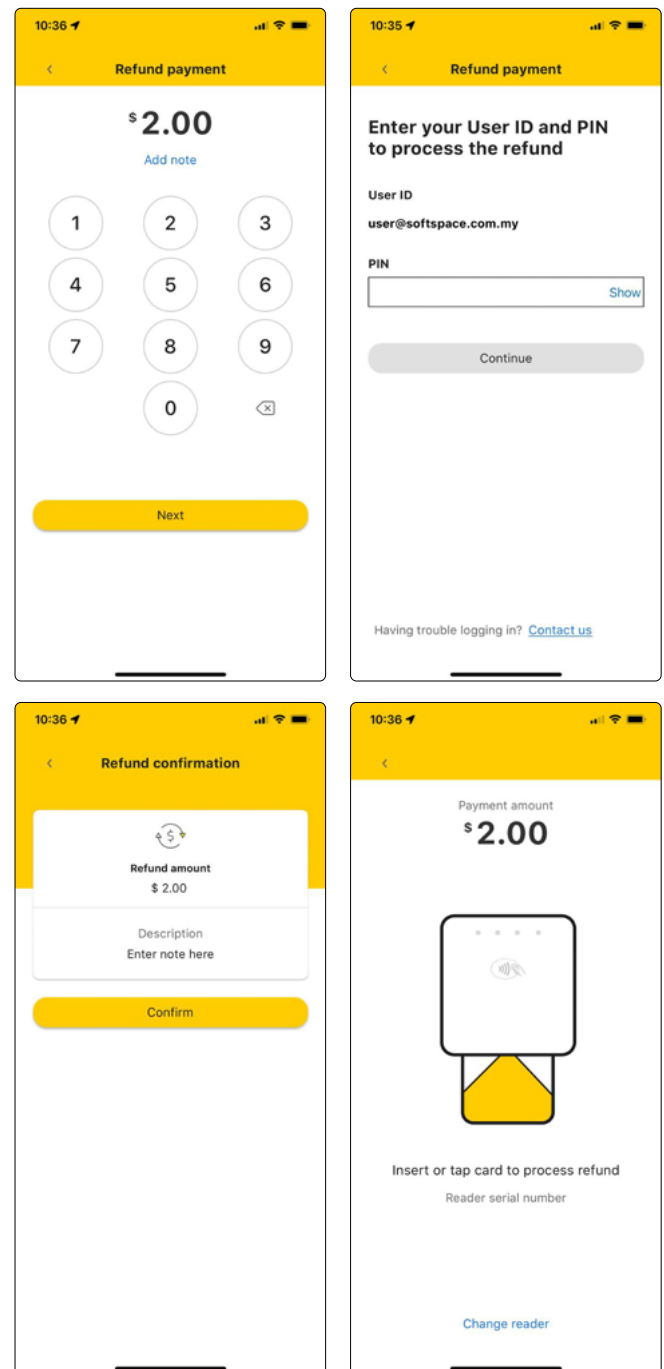 10:36
Refund payment
$ 2.00
Add note
1 2 3
4 5 6
7 8 9
0
Next
10:35
Refund payment
Enter your User ID and PIN
to process the refund
User ID
user@softspace.com.my
PIN
Show
Continue
Having trouble logging in? Contact us
10:36
Refund confirmation
$
Refund amount
$ 2.00
Description
Enter note here
Confirm
10:36
Payment amount
$ 2.00
Insert or tap card to process refund
Reader serial number
Change reader